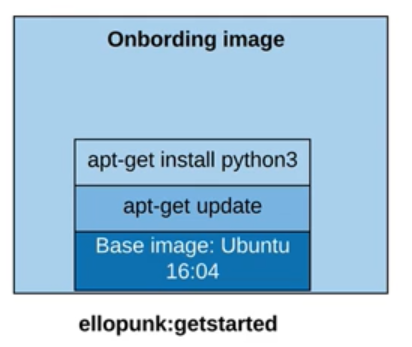 Onbording image
apt-get install python3
apt-get update
Base image: Ubuntu
16:04
ellopunk:getstarted